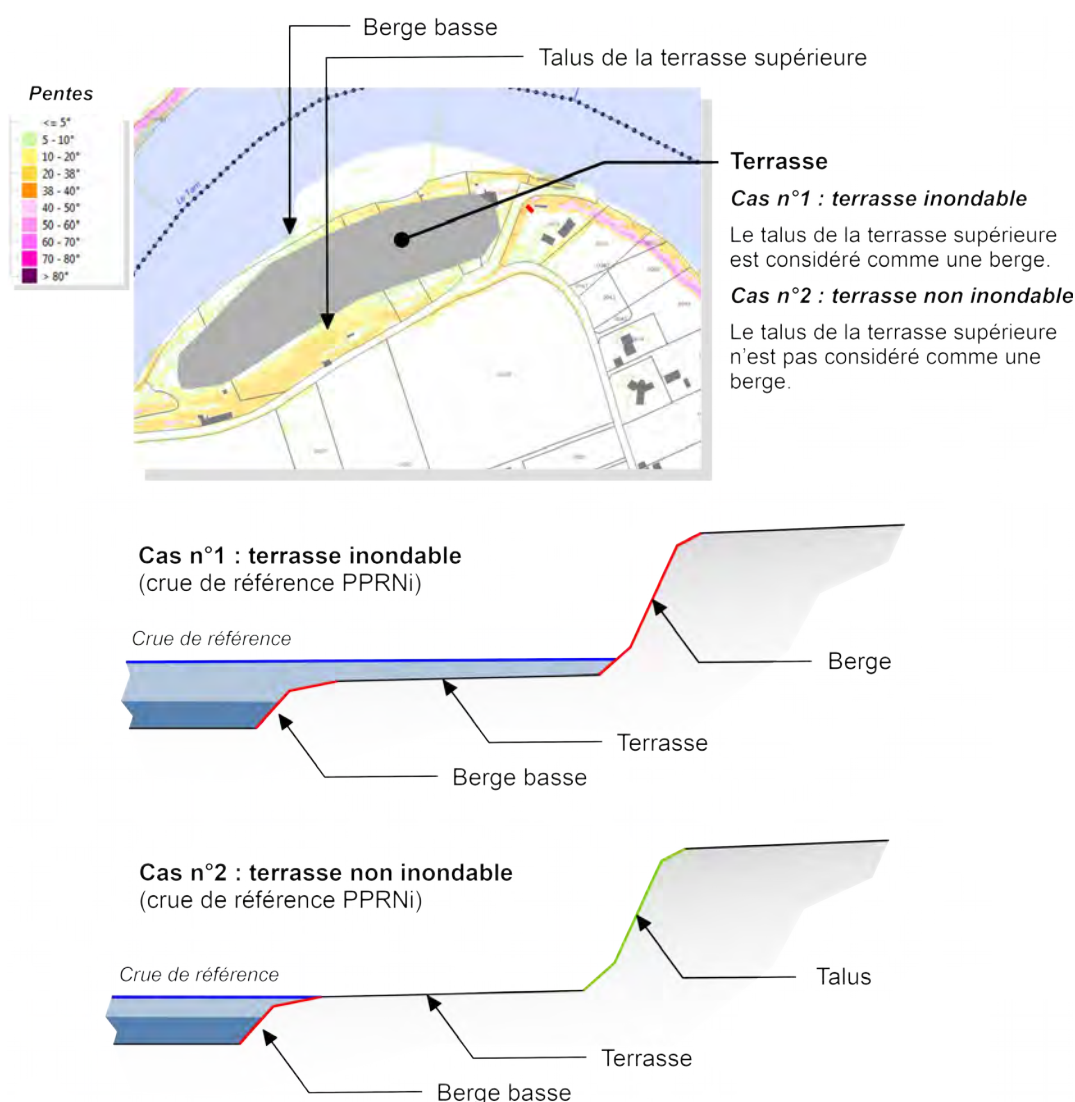 Berge basse
Talus de la terrasse supérieure
Pentes
<= 5°
5 - 10°
10 - 20°
20 - 38°
38 - 40°
40 - 50°
50 - 60°
60 - 70°
70 - 80°
> 80°
Le Tarn
Terrasse
Cas n°1 : terrasse inondable
Le talus de la terrasse supérieure
est considéré comme une berge.
Cas n°2 : terrasse non inondable
Le talus de la terrasse supérieure
n’est pas considéré comme une
berge.
Cas n°1 : terrasse inondable
(crue de référence PPRNi)
Crue de référence
Berge
Terrasse
Berge basse
Cas n°2 : terrasse non inondable
(crue de référence PPRNi)
Crue de référence
Talus
Terrasse
Berge basse